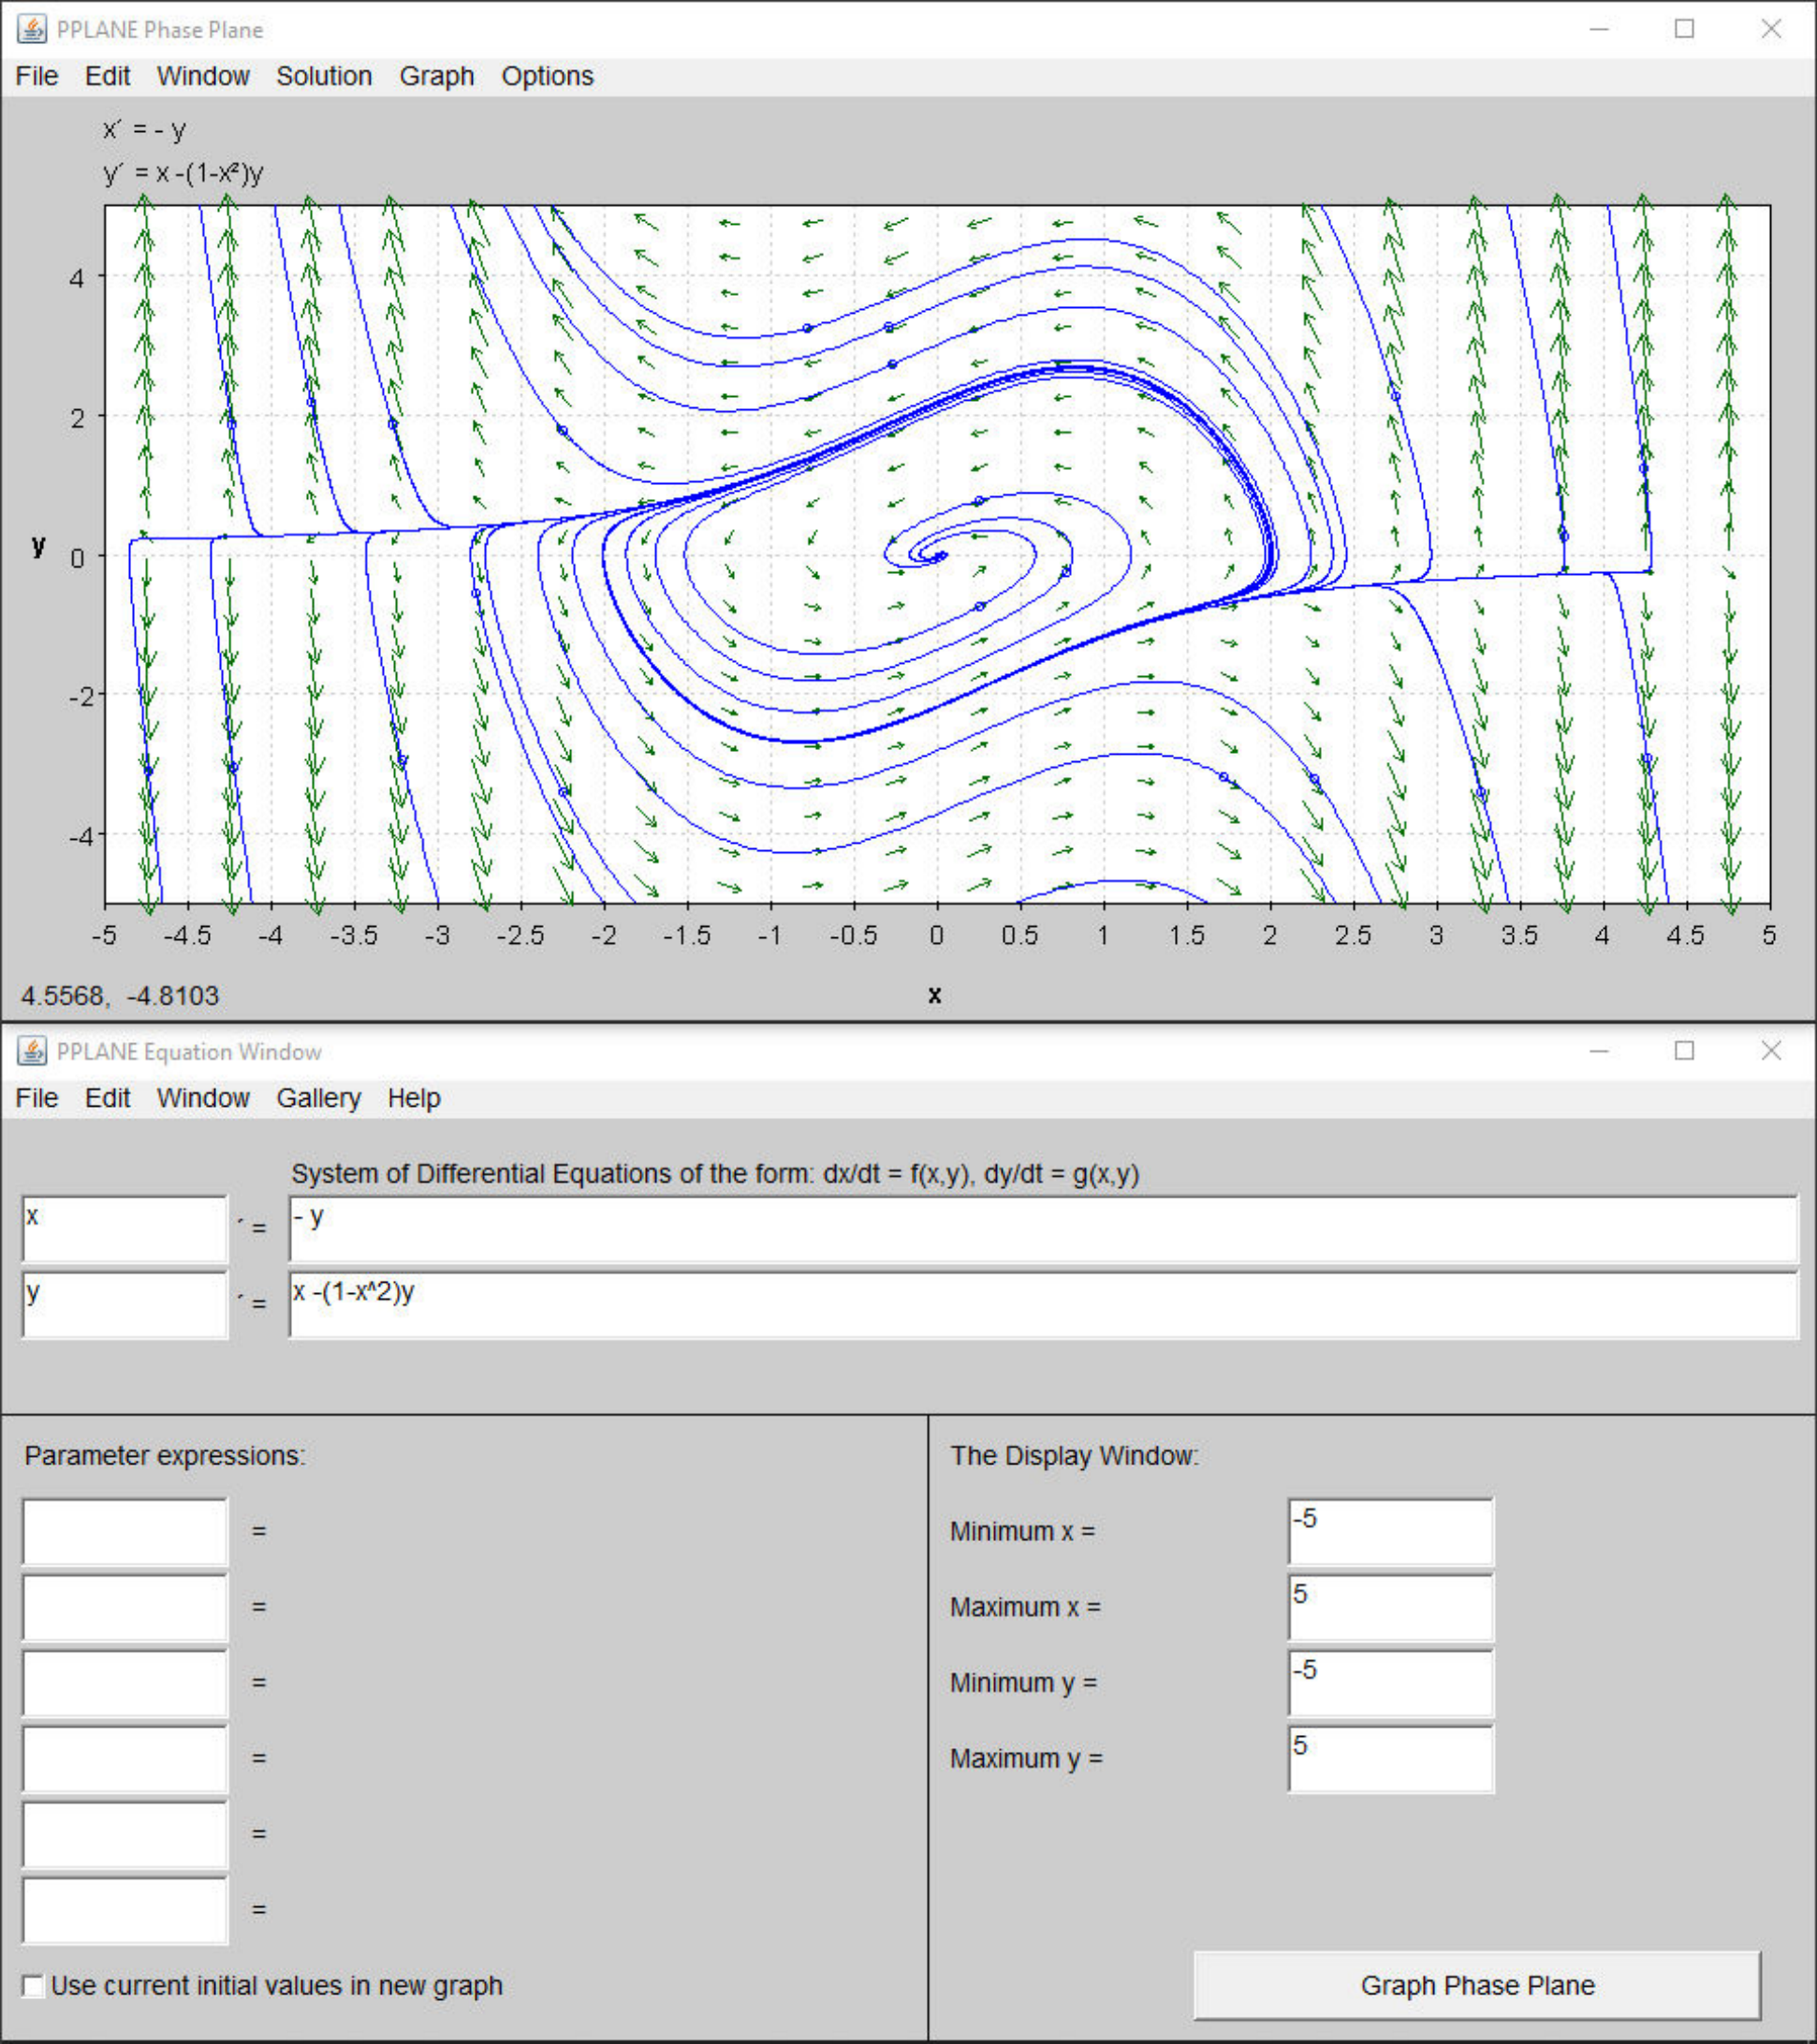 PPLANE Phase Plane
File Edit Window Solution Graph Options
x´ = - y
y´ = x -(1-x²)y
4
2
y
0
-2
-4
-5 -4.5 -4 -3.5 -3 -2.5 -2 -1.5 -1 -0.5 0 0.5 1 1.5 2 2.5 3 3.5 4 4.5 5
4.5568, -4.8103
x
PPLANE Equation Window
File Edit Window Gallery Help
System of Differential Equations of the form: dx/dt = f(x,y), dy/dt = g(x,y)
x ´ = - y
y ´ = x -(1-x^2)y
Parameter expressions:
=
=
=
=
=
=
Use current initial values in new graph
The Display Window:
Minimum x = -5
Maximum x = 5
Minimum y = -5
Maximum y = 5
Graph Phase Plane